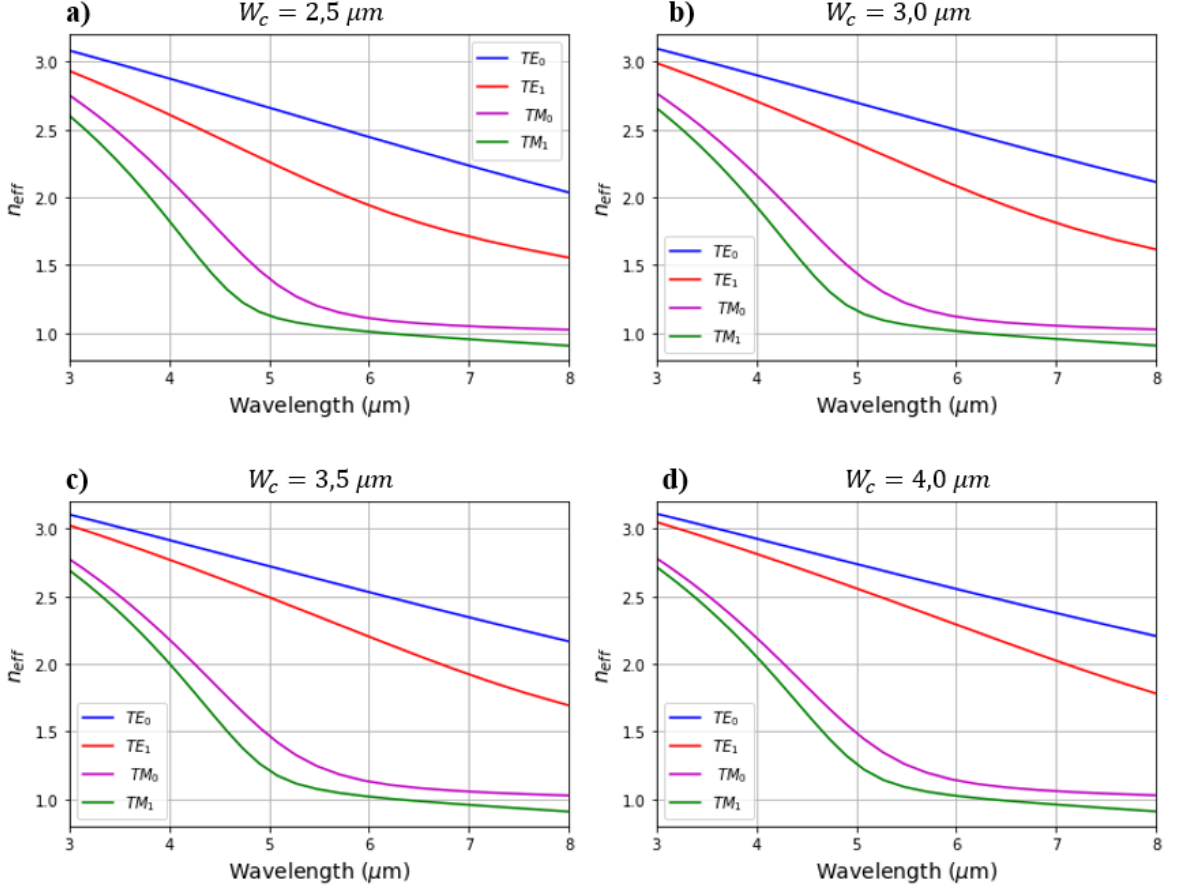 a) W_c = 2,5 μm
3.0
2.5
2.0
1.5
1.0
n_eff
TE₀
TE₁
TM₀
TM₁
3 4 5 6 7 8
Wavelength (μm)
b) W_c = 3,0 μm
3.0
2.5
2.0
1.5
1.0
n_eff
TE₀
TE₁
TM₀
TM₁
3 4 5 6 7 8
Wavelength (μm)
c) W_c = 3,5 μm
3.0
2.5
2.0
1.5
1.0
n_eff
TE₀
TE₁
TM₀
TM₁
3 4 5 6 7 8
Wavelength (μm)
d) W_c = 4,0 μm
3.0
2.5
2.0
1.5
1.0
n_eff
TE₀
TE₁
TM₀
TM₁
3 4 5 6 7 8
Wavelength (μm)